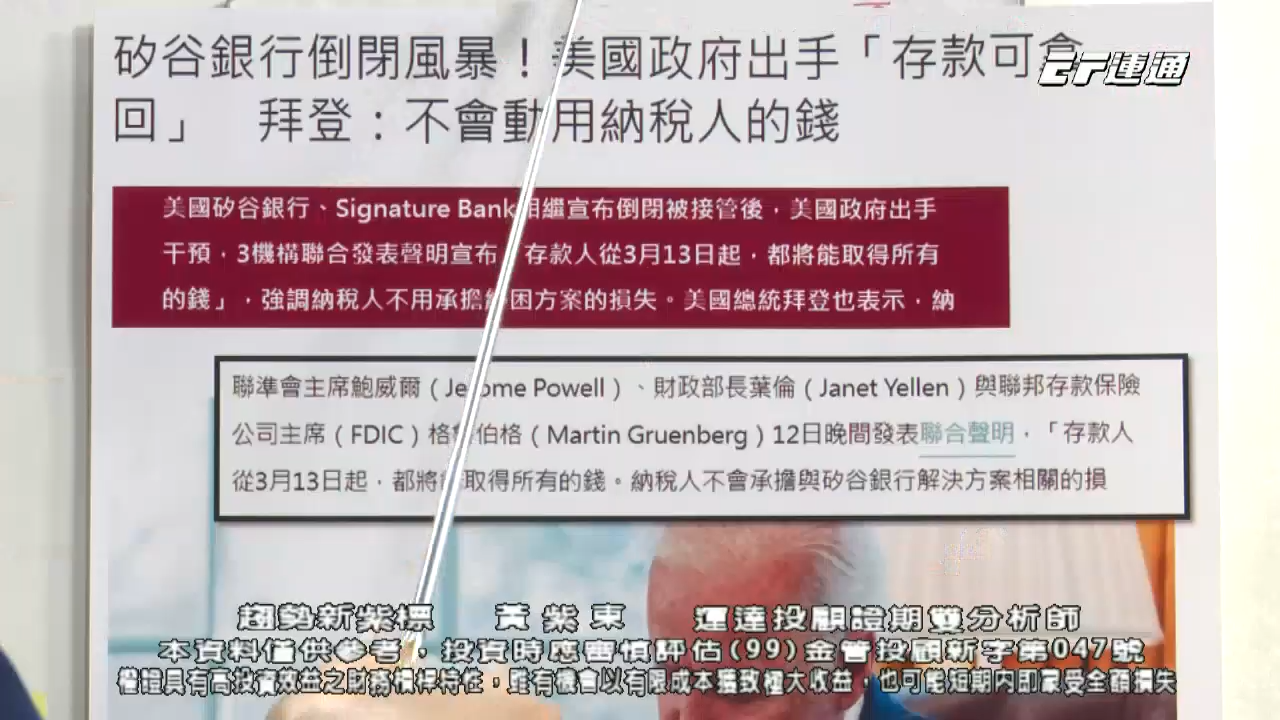 矽谷銀行倒閉風暴！美國政府出手「存款可拿
回」 拜登：不會動用納稅人的錢
運通
美國矽谷銀行、Signature Bank相繼宣布倒閉被接管後，美國政府出手
干預，3機構聯合發表聲明宣布「存款人從3月13日起，都將能取得所有
的錢」，強調納稅人不用承擔紓困方案的損失。美國總統拜登也表示，納
聯準會主席鮑威爾（Jerome Powell）、財政部長葉倫（Janet Yellen）與聯邦存款保險
公司主席（FDIC）格魯伯格（Martin Gruenberg）12日晚間發表聯合聲明，「存款人
從3月13日起，都將能取得所有的錢。納稅人不會承擔與矽谷銀行解決方案相關的損
趨勢新紫標 黃紫東 運達投顧證期雙分析師
本資料僅供參考，投資時應審慎評估(99)金管投顧新字第047號
權證具有高投資效益之財務槓桿特性，雖有機會以有限成本獲致極大收益，也可能短期內即蒙受全額損失